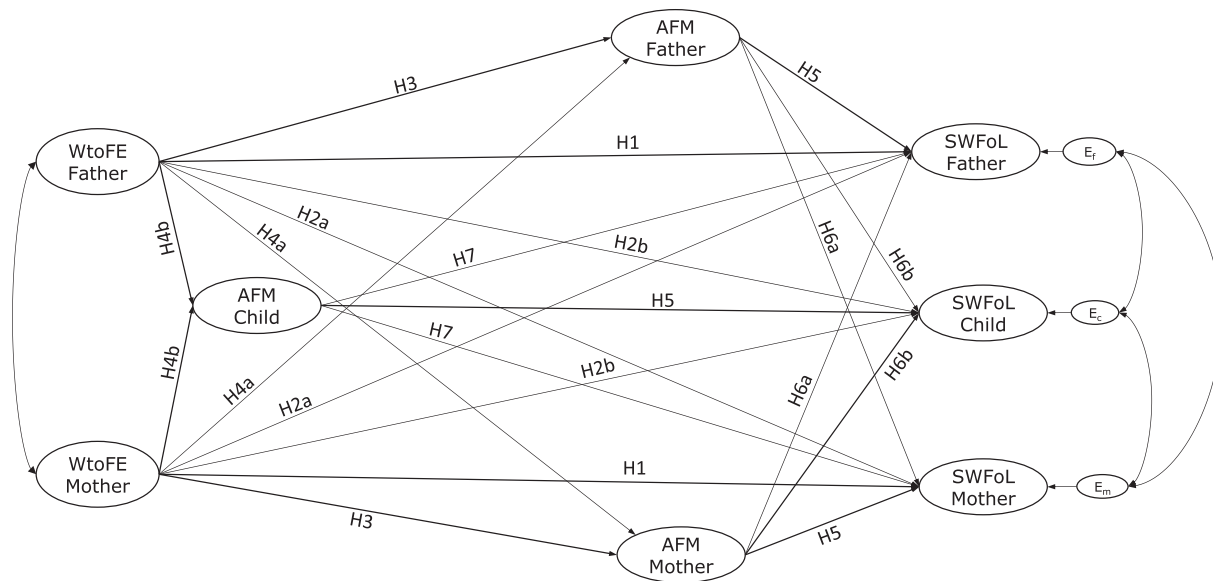 AFM
Father
H3
H5
H1
WtoFE
Father
SWFoL
Father
Ef
H4b
H2a
H4a
H2b
H7
H6a
H6b
AFM
Child
H5
SWFoL
Child
Ec
H7
H4b
H4a
H2a
H2b
H6a
H6b
WtoFE
Mother
H1
SWFoL
Mother
Em
H3
H5
AFM
Mother